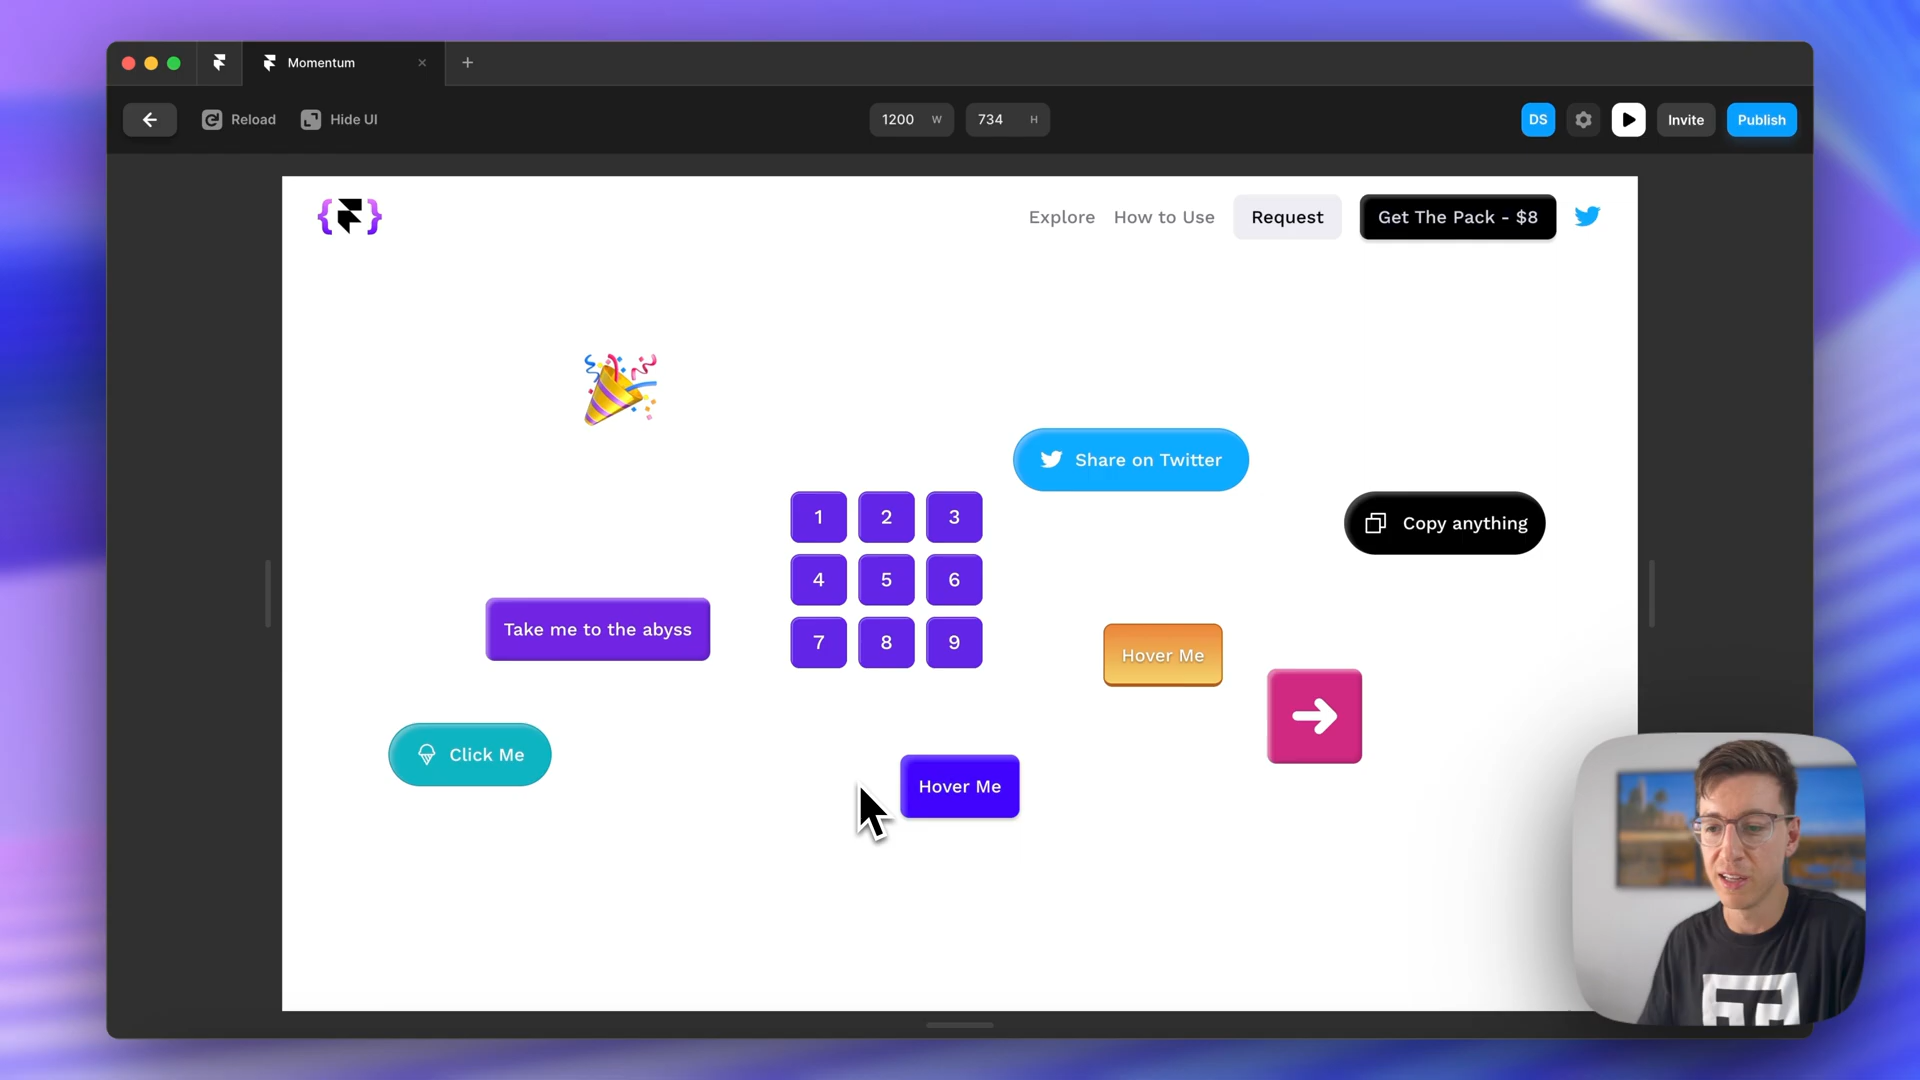 Momentum
Reload
Hide UI
1200 W
734 H
DS
Invite
Publish
Explore
How to Use
Request
Get The Pack - $8
Share on Twitter
1 2 3
Copy anything
4 5 6
Take me to the abyss
7 8 9
Hover Me
Click Me
Hover Me